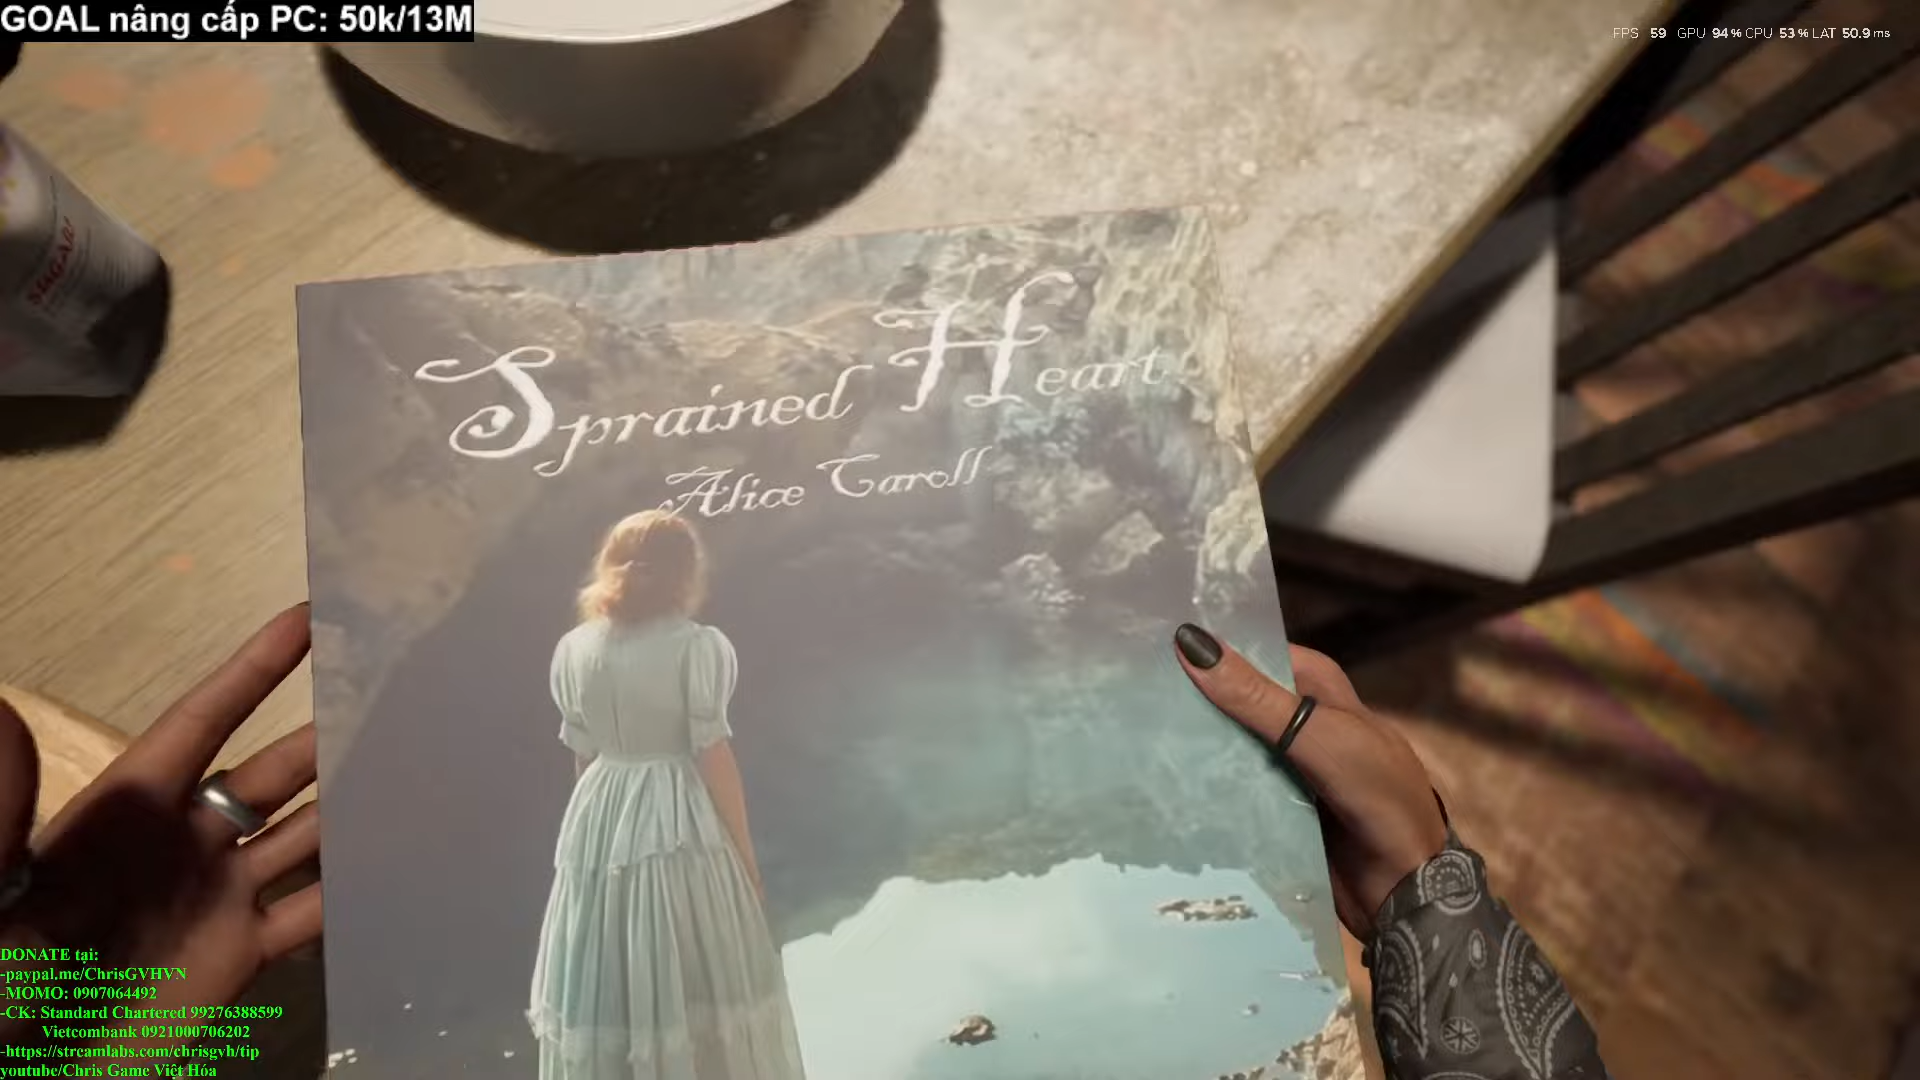 GOAL nâng cấp PC: 50k/13M
FPS 59 GPU 94% CPU 53% LAT 50.9 ms
SUGAR!
Sprained Heart
Alice Caroll
DONATE tại:
-paypal.me/ChrisGVHVN
-MOMO: 0907064492
-CK: Standard Chartered 99276388599
Vietcombank 0921000706202
-https://streamlabs.com/chrisgvh/tip
youtube/Chris Game Việt Hóa